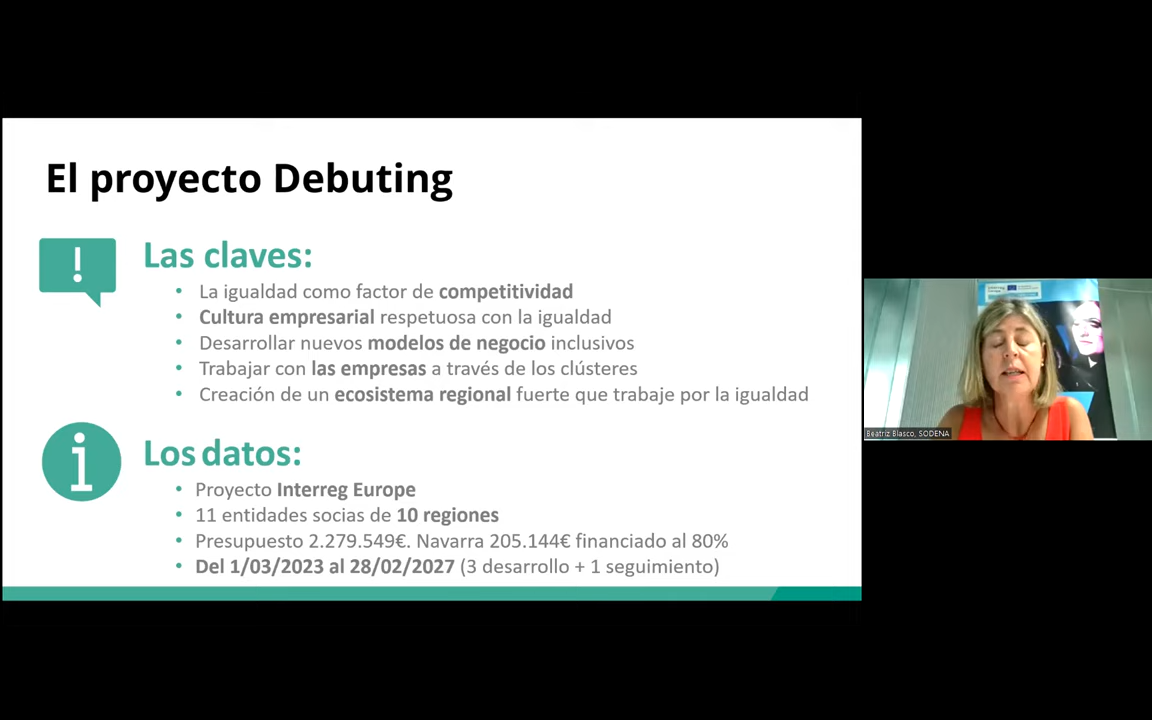 El proyecto Debuting
!
Las claves:
• La igualdad como factor de competitividad
• Cultura empresarial respetuosa con la igualdad
• Desarrollar nuevos modelos de negocio inclusivos
• Trabajar con las empresas a través de los clústeres
• Creación de un ecosistema regional fuerte que trabaje por la igualdad
i
Los datos:
• Proyecto Interreg Europe
• 11 entidades socias de 10 regiones
• Presupuesto 2.279.549€. Navarra 205.144€ financiado al 80%
• Del 1/03/2023 al 28/02/2027 (3 desarrollo + 1 seguimiento)
Beatriz Blasco, SODENA